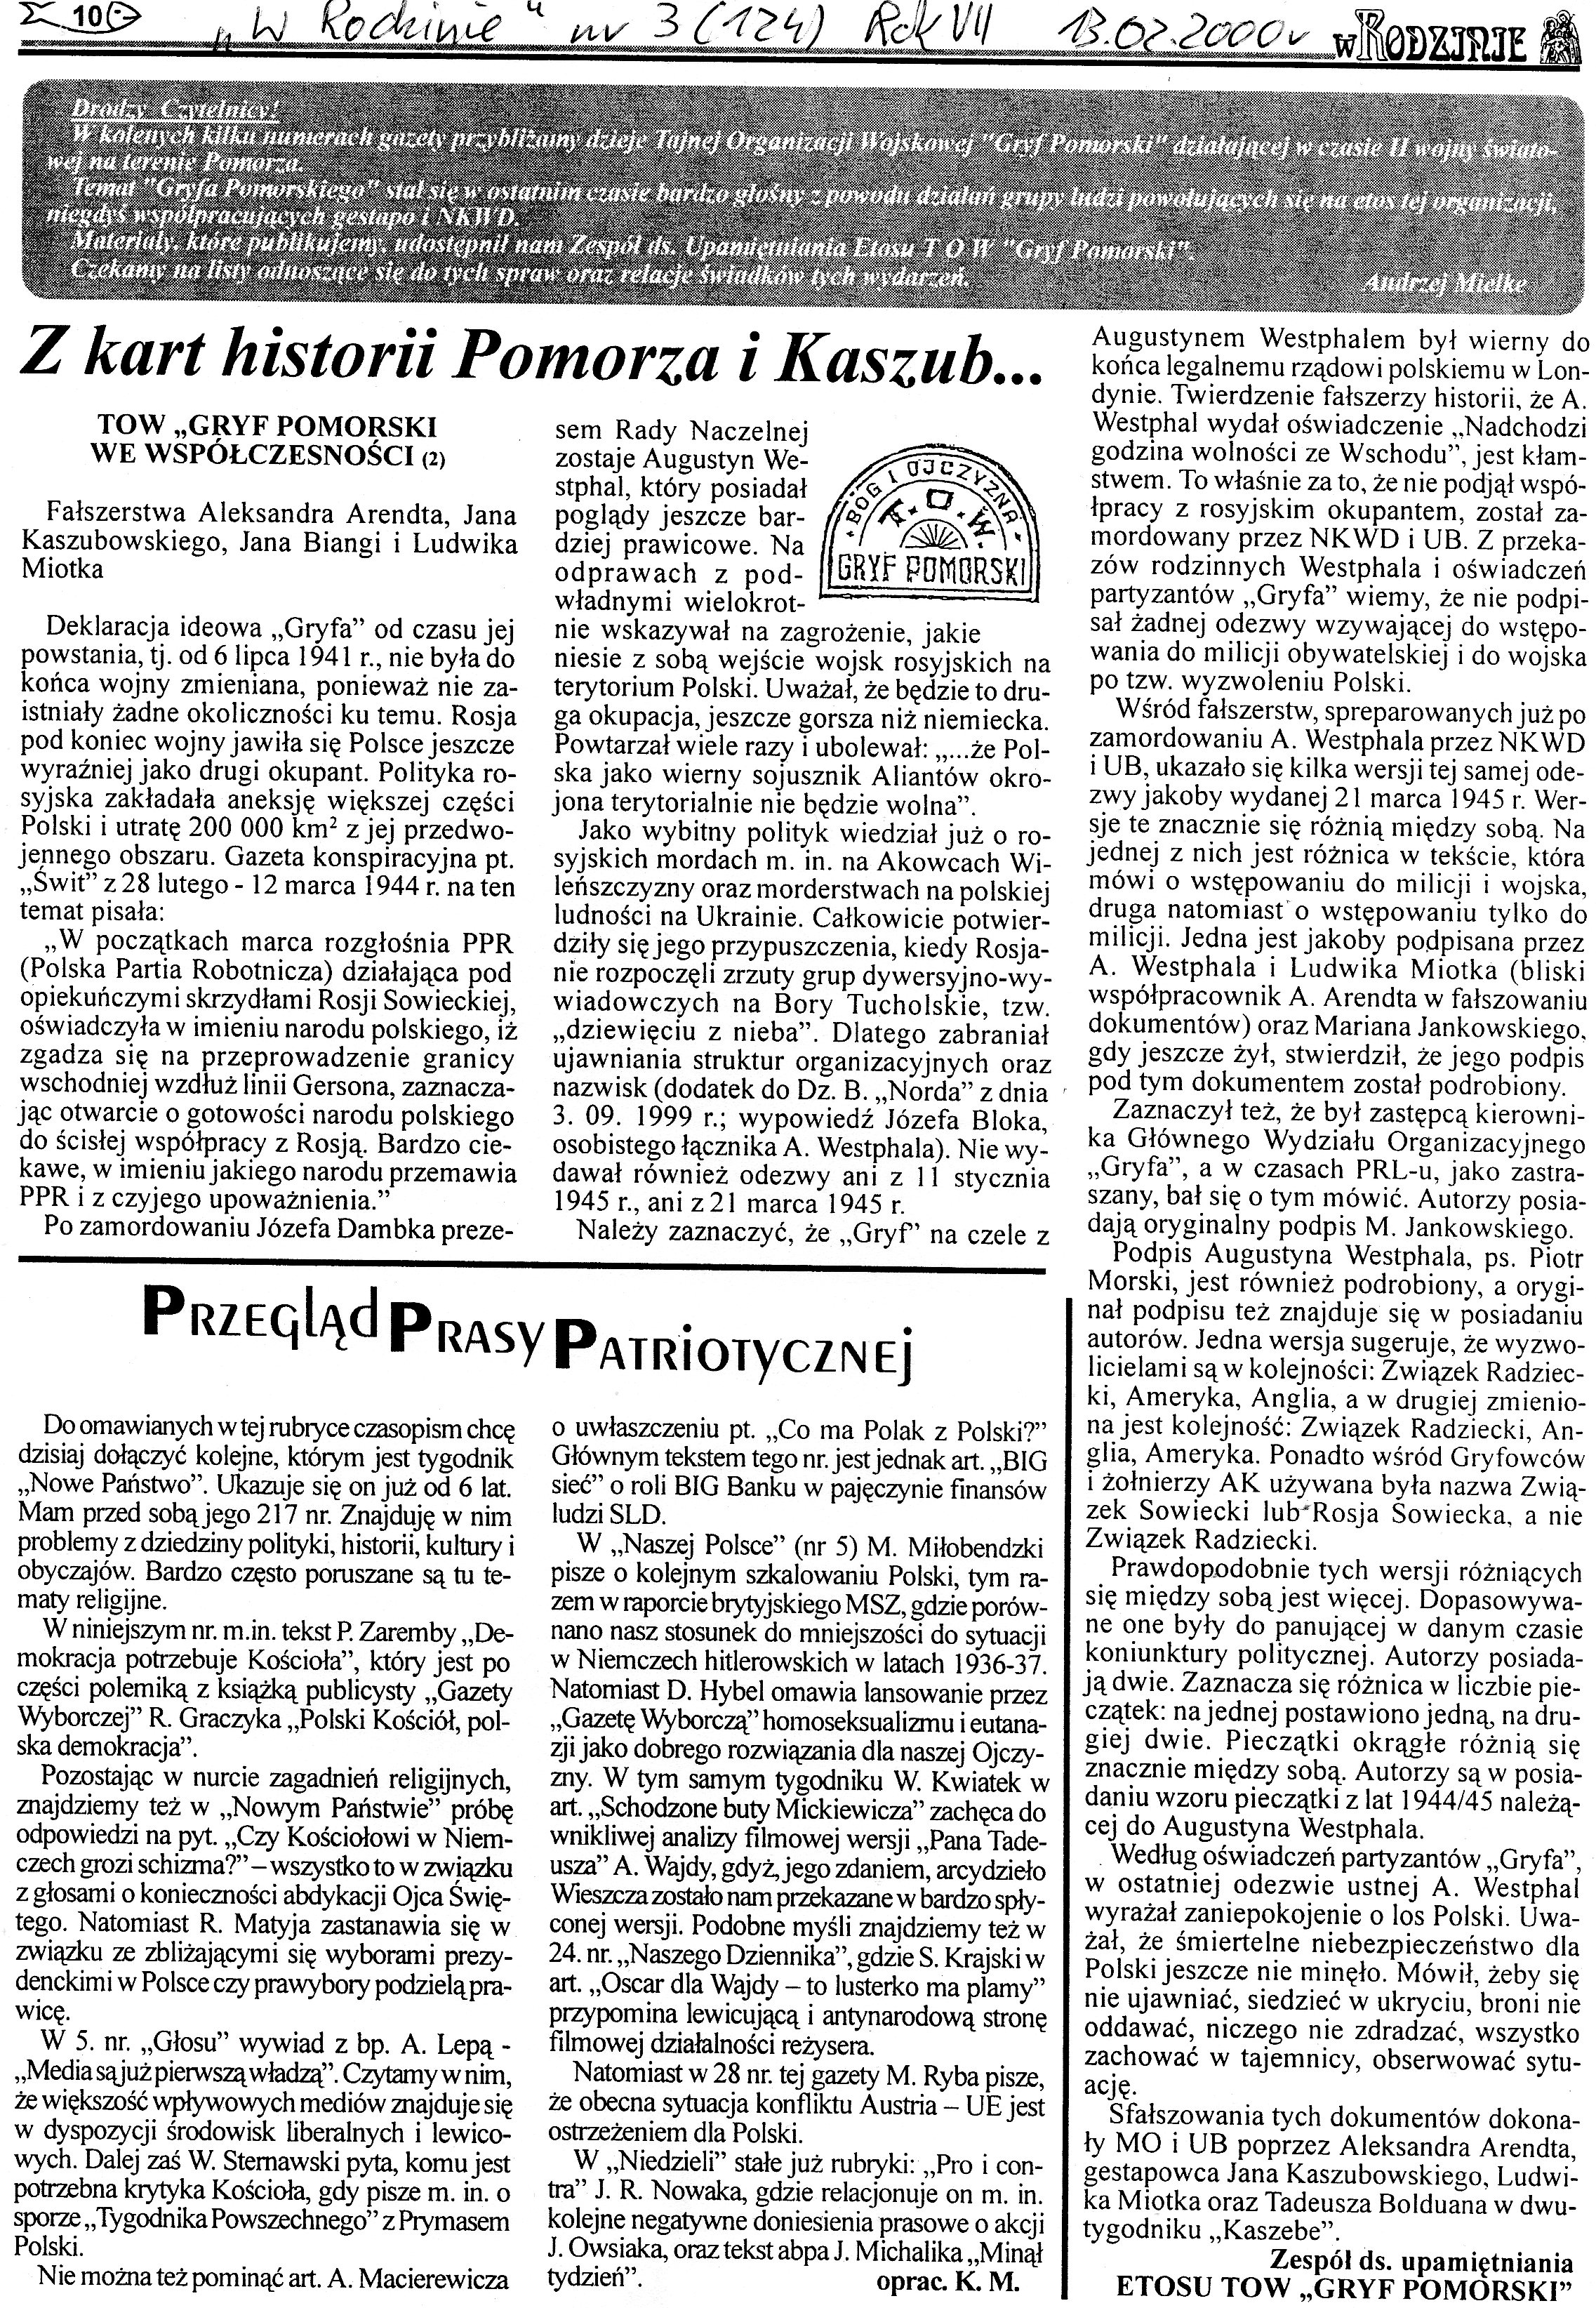 10
„W Rodzinie" nr 3 (124) Rok VII 13.02.2000r
W RODZINIE
Drodzy Czytelnicy!
W kolenych kilku numerach gazety przybliżamy dzieje Tajnej Organizacji Wojskowej "Gryf Pomorski" działającej w czasie II wojny świato-
wej na terenie Pomorza.
Temat "Gryfa Pomorskiego" stał się w ostatnim czasie bardzo głośny z powodu działań grupy ludzi powołujących się na etos tej organizacji,
niegdyś współpracujących gestapo i NKWD.
Materiały, które publikujemy, udostępnił nam Zespół ds. Upamiętniania Etosu T O W "Gryf Pomorski".
Czekamy na listy odnoszące się do tych spraw oraz relacje świadków tych wydarzeń.
Andrzej Mielke
Z kart historii Pomorza i Kaszub...
TOW „GRYF POMORSKI
WE WSPÓŁCZESNOŚCI (2)
Fałszerstwa Aleksandra Arendta, Jana
Kaszubowskiego, Jana Biangi i Ludwika
Miotka
Deklaracja ideowa „Gryfa” od czasu jej
powstania, tj. od 6 lipca 1941 r., nie była do
końca wojny zmieniana, ponieważ nie za-
istniały żadne okoliczności ku temu. Rosja
pod koniec wojny jawiła się Polsce jeszcze
wyraźniej jako drugi okupant. Polityka ro-
syjska zakładała aneksję większej części
Polski i utratę 200 000 km² z jej przedwo-
jennego obszaru. Gazeta konspiracyjna pt.
„Świt” z 28 lutego - 12 marca 1944 r. na ten
temat pisała:
„W początkach marca rozgłośnia PPR
(Polska Partia Robotnicza) działająca pod
opiekuńczymi skrzydłami Rosji Sowieckiej,
oświadczyła w imieniu narodu polskiego, iż
zgadza się na przeprowadzenie granicy
wschodniej wzdłuż linii Gersona, zaznacza-
jąc otwarcie o gotowości narodu polskiego
do ścisłej współpracy z Rosją. Bardzo cie-
kawe, w imieniu jakiego narodu przemawia
PPR i z czyjego upoważnienia.”
Po zamordowaniu Józefa Dambka preze-
sem Rady Naczelnej
zostaje Augustyn We-
stphal, który posiadał
poglądy jeszcze bar-
dziej prawicowe. Na
odprawach z pod-
władnymi wielokrot-
nie wskazywał na zagrożenie, jakie
niesie z sobą wejście wojsk rosyjskich na
terytorium Polski. Uważał, że będzie to dru-
ga okupacja, jeszcze gorsza niż niemiecka.
Powtarzał wiele razy i ubolewał: „...że Pol-
ska jako wierny sojusznik Aliantów okro-
jona terytorialnie nie będzie wolna”.
Jako wybitny polityk wiedział już o ro-
syjskich mordach m. in. na Akowcach Wi-
leńszczyzny oraz morderstwach na polskiej
ludności na Ukrainie. Całkowicie potwier-
dziły się jego przypuszczenia, kiedy Rosja-
nie rozpoczęli zrzuty grup dywersyjno-wy-
wiadowczych na Bory Tucholskie, tzw.
„dziewięciu z nieba”. Dlatego zabraniał
ujawniania struktur organizacyjnych oraz
nazwisk (dodatek do Dz. B. „Norda” z dnia
3. 09. 1999 r.; wypowiedź Józefa Bloka,
osobistego łącznika A. Westphala). Nie wy-
dawał również odezwy ani z 11 stycznia
1945 r., ani z 21 marca 1945 r.
Należy zaznaczyć, że „Gryf” na czele z
BÓG I OJCZYZNA
T.O.W.
GRYF POMORSKI
Augustynem Westphalem był wierny do
końca legalnemu rządowi polskiemu w Lon-
dynie. Twierdzenie fałszerzy historii, że A.
Westphal wydał oświadczenie „Nadchodzi
godzina wolności ze Wschodu”, jest kłam-
stwem. To właśnie za to, że nie podjął wspó-
łpracy z rosyjskim okupantem, został za-
mordowany przez NKWD i UB. Z przeka-
zów rodzinnych Westphala i oświadczeń
partyzantów „Gryfa” wiemy, że nie podpi-
sał żadnej odezwy wzywającej do wstępo-
wania do milicji obywatelskiej i do wojska
po tzw. wyzwoleniu Polski.
Wśród fałszerstw, spreparowanych już po
zamordowaniu A. Westphala przez NKWD
i UB, ukazało się kilka wersji tej samej ode-
zwy jakoby wydanej 21 marca 1945 r. Wer-
sje te znacznie się różnią między sobą. Na
jednej z nich jest różnica w tekście, która
mówi o wstępowaniu do milicji i wojska,
druga natomiast o wstępowaniu tylko do
milicji. Jedna jest jakoby podpisana przez
A. Westphala i Ludwika Miotka (bliski
współpracownik A. Arendta w fałszowaniu
dokumentów) oraz Mariana Jankowskiego,
gdy jeszcze żył, stwierdził, że jego podpis
pod tym dokumentem został podrobiony.
Zaznaczył też, że był zastępcą kierowni-
ka Głównego Wydziału Organizacyjnego
„Gryfa”, a w czasach PRL-u, jako zastra-
szany, bał się o tym mówić. Autorzy posia-
dają oryginalny podpis M. Jankowskiego.
Podpis Augustyna Westphala, ps. Piotr
Morski, jest również podrobiony, a orygi-
nał podpisu też znajduje się w posiadaniu
autorów. Jedna wersja sugeruje, że wyzwo-
licielami są w kolejności: Związek Radziec-
ki, Ameryka, Anglia, a w drugiej zmienio-
na jest kolejność: Związek Radziecki, An-
glia, Ameryka. Ponadto wśród Gryfowców
i żołnierzy AK używana była nazwa Zwią-
zek Sowiecki lub Rosja Sowiecka, a nie
Związek Radziecki.
Prawdopodobnie tych wersji różniących
się między sobą jest więcej. Dopasowywa-
ne one były do panującej w danym czasie
koniunktury politycznej. Autorzy posiada-
ją dwie. Zaznacza się różnica w liczbie pie-
czątek: na jednej postawiono jedną, na dru-
giej dwie. Pieczątki okrągłe różnią się
znacznie między sobą. Autorzy są w posia-
daniu wzoru pieczątki z lat 1944/45 należą-
cej do Augustyna Westphala.
Według oświadczeń partyzantów „Gryfa”,
w ostatniej odezwie ustnej A. Westphal
wyrażał zaniepokojenie o los Polski. Uwa-
żał, że śmiertelne niebezpieczeństwo dla
Polski jeszcze nie minęło. Mówił, żeby się
nie ujawniać, siedzieć w ukryciu, broni nie
oddawać, niczego nie zdradzać, wszystko
zachować w tajemnicy, obserwować sytu-
ację.
Sfałszowania tych dokumentów dokona-
ły MO i UB poprzez Aleksandra Arendta,
gestapowca Jana Kaszubowskiego, Ludwi-
ka Miotka oraz Tadeusza Bolduana w dwu-
tygodniku „Kaszebe”.
Zespół ds. upamiętniania
ETOSU TOW „GRYF POMORSKI”
Przegląd Prasy Patriotycznej
Do omawianych w tej rubryce czasopism chcę
dzisiaj dołączyć kolejne, którym jest tygodnik
„Nowe Państwo”. Ukazuje się on już od 6 lat.
Mam przed sobą jego 217 nr. Znajduję w nim
problemy z dziedziny polityki, historii, kultury i
obyczajów. Bardzo często poruszane są tu te-
maty religijne.
W niniejszym nr. m.in. tekst P. Zaremby „De-
mokracja potrzebuje Kościoła”, który jest po
części polemiką z książką publicysty „Gazety
Wyborczej” R. Graczyka „Polski Kościół, pol-
ska demokracja”.
Pozostając w nurcie zagadnień religijnych,
znajdziemy też w „Nowym Państwie” próbę
odpowiedzi na pyt. „Czy Kościołowi w Niem-
czech grozi schizma?” – wszystko to w związku
z głosami o konieczności abdykacji Ojca Świę-
tego. Natomiast R. Matyja zastanawia się w
związku ze zbliżającymi się wyborami prezy-
denckimi w Polsce czy prawybory podzielą pra-
wicę.
W 5. nr. „Głosu” wywiad z bp. A. Lepą -
„Media są już pierwszą władzą”. Czytamy w nim,
że większość wpływowych mediów znajduje się
w dyspozycji środowisk liberalnych i lewico-
wych. Dalej zaś W. Sternawski pyta, komu jest
potrzebna krytyka Kościoła, gdy pisze m. in. o
sporze „Tygodnika Powszechnego” z Prymasem
Polski.
Nie można też pominąć art. A. Macierewicza
o uwłaszczeniu pt. „Co ma Polak z Polski?”
Głównym tekstem tego nr. jest jednak art. „BIG
sieć” o roli BIG Banku w pajęczynie finansów
ludzi SLD.
W „Naszej Polsce” (nr 5) M. Miłobendzki
pisze o kolejnym szkalowaniu Polski, tym ra-
zem w raporcie brytyjskiego MSZ, gdzie porów-
nano nasz stosunek do mniejszości do sytuacji
w Niemczech hitlerowskich w latach 1936-37.
Natomiast D. Hybel omawia lansowanie przez
„Gazetę Wyborczą” homoseksualizmu i eutana-
zji jako dobrego rozwiązania dla naszej Ojczy-
zny. W tym samym tygodniku W. Kwiatek w
art. „Schodzone buty Mickiewicza” zachęca do
wnikliwej analizy filmowej wersji „Pana Tade-
usza” A. Wajdy, gdyż, jego zdaniem, arcydzieło
Wieszcza zostało nam przekazane w bardzo spły-
conej wersji. Podobne myśli znajdziemy też w
24. nr. „Naszego Dziennika”, gdzie S. Krajski w
art. „Oscar dla Wajdy – to lusterko ma plamy”
przypomina lewicującą i antynarodową stronę
filmowej działalności reżysera.
Natomiast w 28 nr. tej gazety M. Ryba pisze,
że obecna sytuacja konfliktu Austria – UE jest
ostrzeżeniem dla Polski.
W „Niedzieli” stałe już rubryki: „Pro i con-
tra” J. R. Nowaka, gdzie relacjonuje on m. in.
kolejne negatywne doniesienia prasowe o akcji
J. Owsiaka, oraz tekst abpa J. Michalika „Minął
tydzień”.
oprac. K. M.